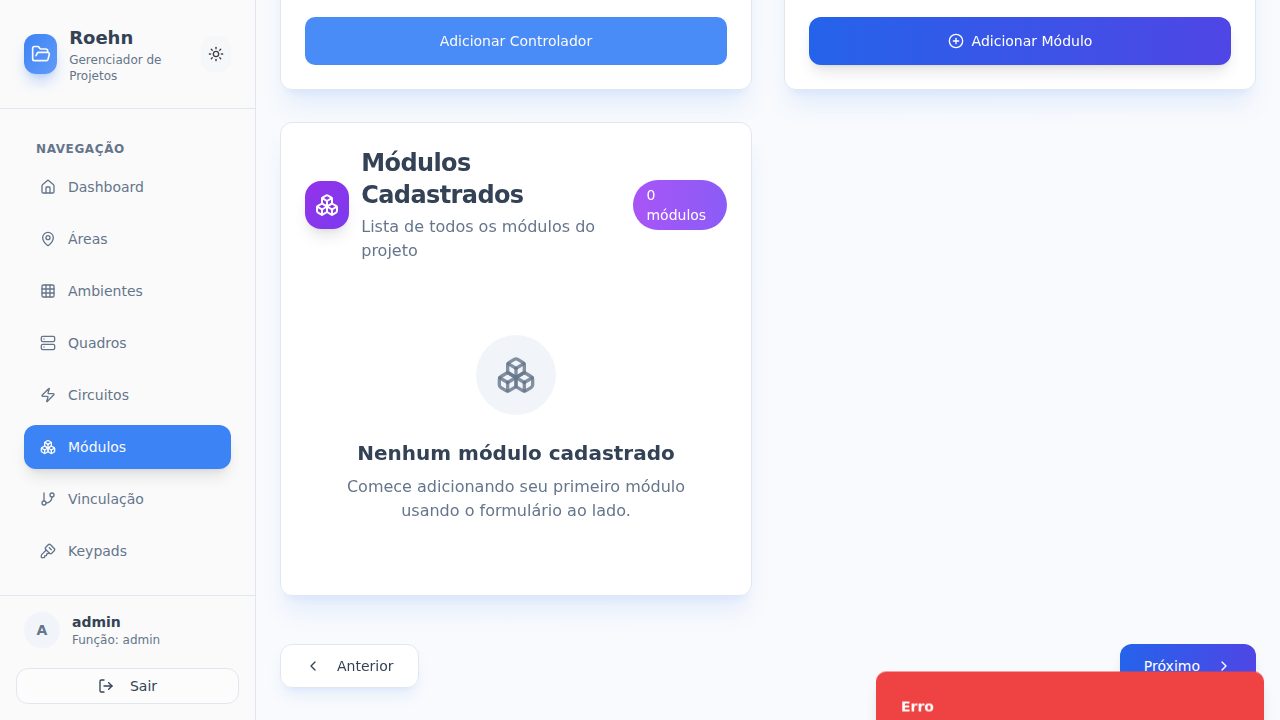 Roehn
Gerenciador de
Projetos
NAVEGAÇÃO
Dashboard
Áreas
Ambientes
Quadros
Circuitos
Módulos
Vinculação
Keypads
A
admin
Função: admin
Sair
Adicionar Controlador
Adicionar Módulo
Módulos
Cadastrados
Lista de todos os módulos do
projeto
0
módulos
Nenhum módulo cadastrado
Comece adicionando seu primeiro módulo
usando o formulário ao lado.
Anterior
Próximo
Erro